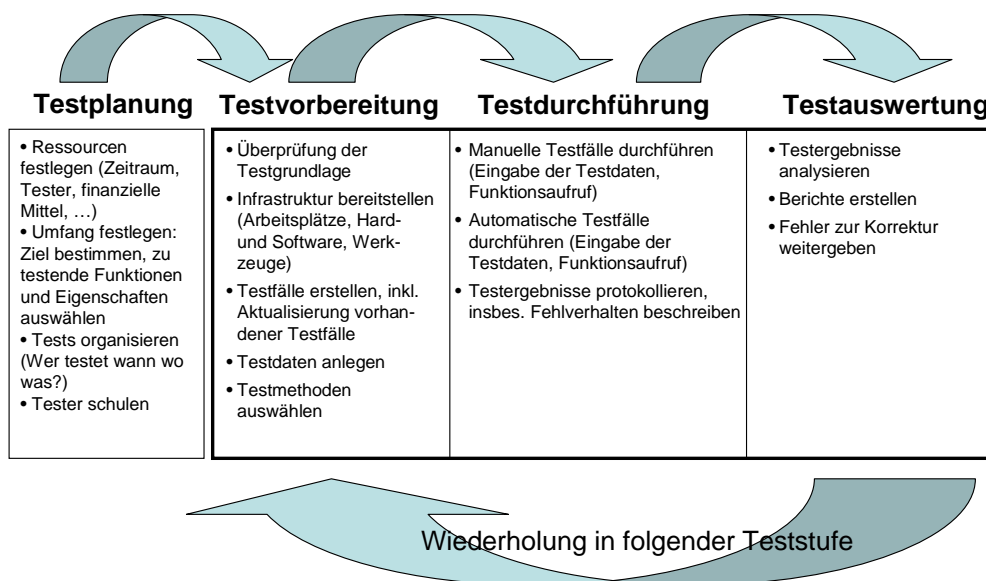 Testplanung
• Ressourcen
festlegen (Zeitraum,
Tester, finanzielle
Mittel, …)
• Umfang festlegen:
Ziel bestimmen, zu
testende Funktionen
und Eigenschaften
auswählen
• Tests organisieren
(Wer testet wann wo
was?)
• Tester schulen
Testvorbereitung
• Überprüfung der
Testgrundlage
• Infrastruktur bereitstellen
(Arbeitsplätze, Hard-
und Software, Werk-
zeuge)
• Testfälle erstellen, inkl.
Aktualisierung vorhan-
dener Testfälle
• Testdaten anlegen
• Testmethoden
auswählen
Testdurchführung
• Manuelle Testfälle durchführen
(Eingabe der Testdaten,
Funktionsaufruf)
• Automatische Testfälle
durchführen (Eingabe der
Testdaten, Funktionsaufruf)
• Testergebnisse protokollieren,
insbes. Fehlverhalten beschreiben
Testauswertung
• Testergebnisse
analysieren
• Berichte erstellen
• Fehler zur Korrektur
weitergeben
Wiederholung in folgender Teststufe